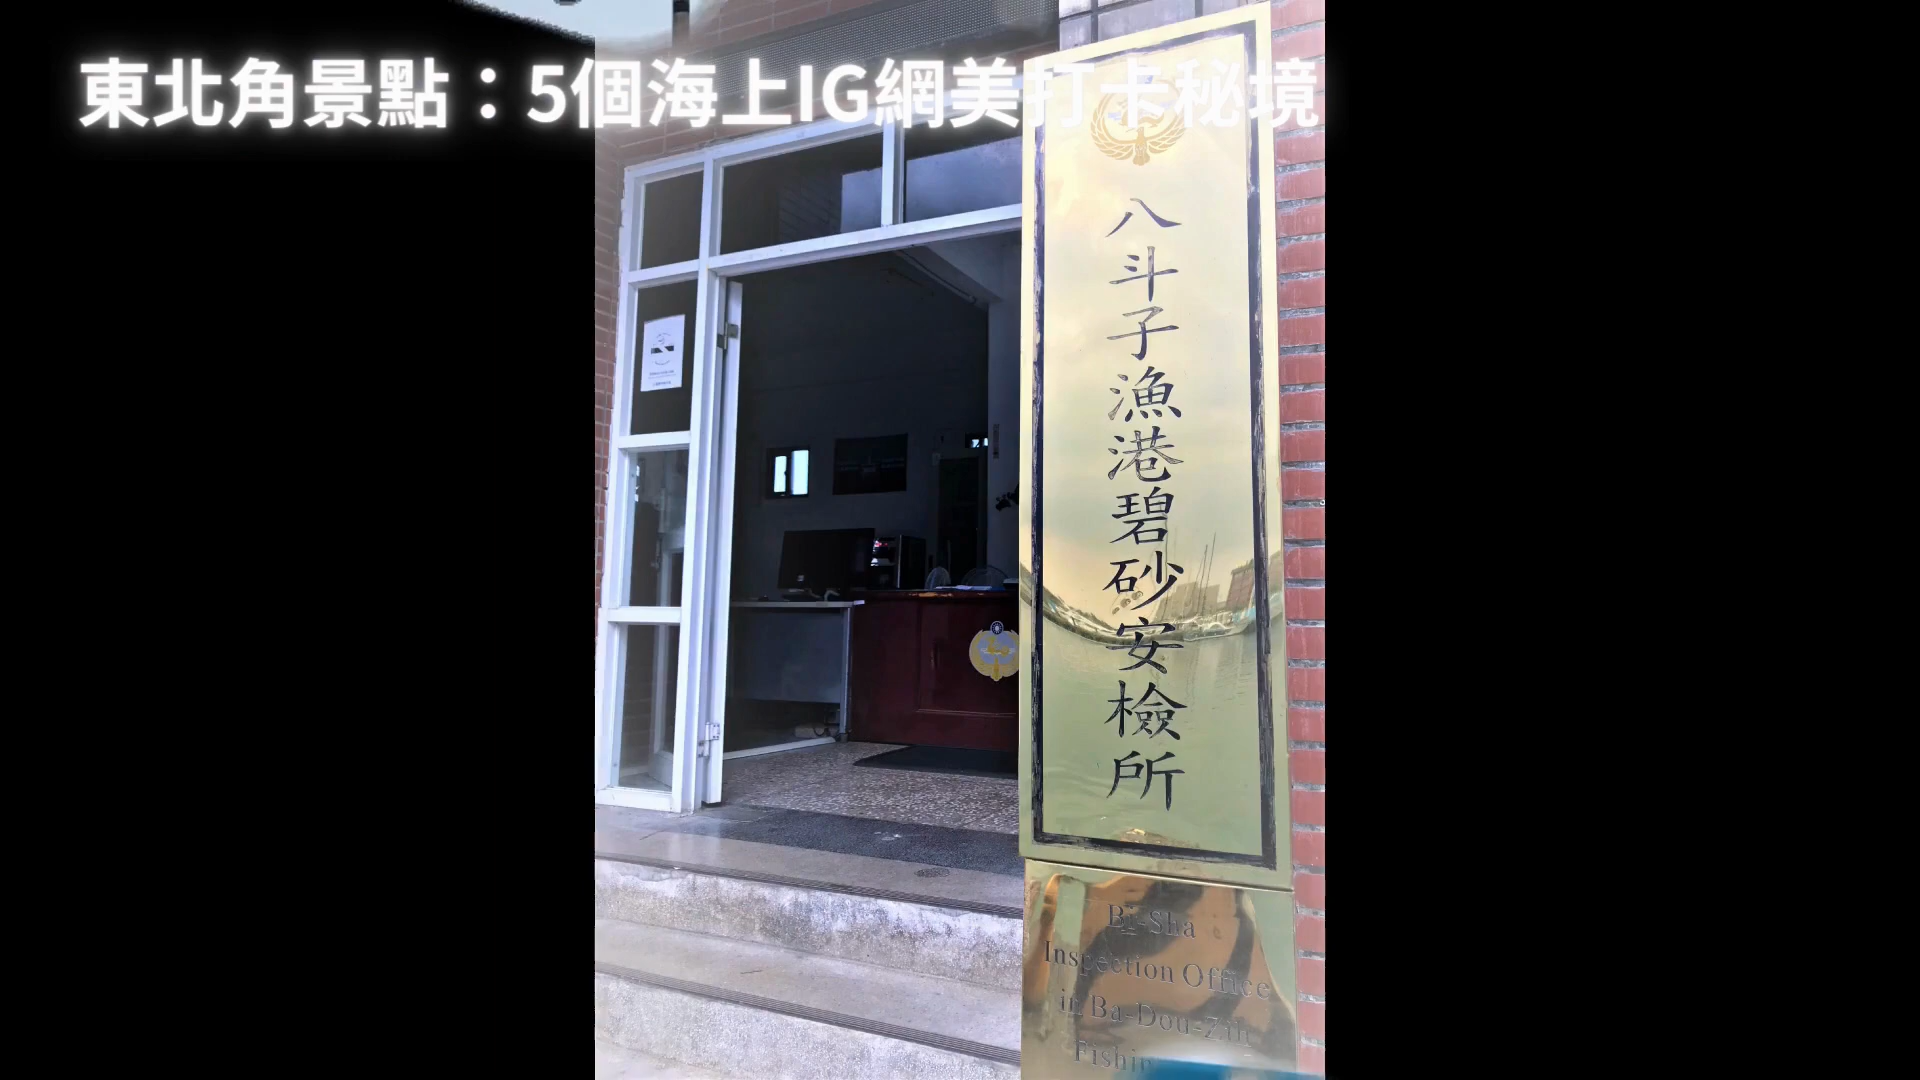 東北角景點：5個海上IG網美打卡秘境
八斗子漁港碧砂安檢所
Bi-Sha
Inspection Office
in Ba-Dou-Zih